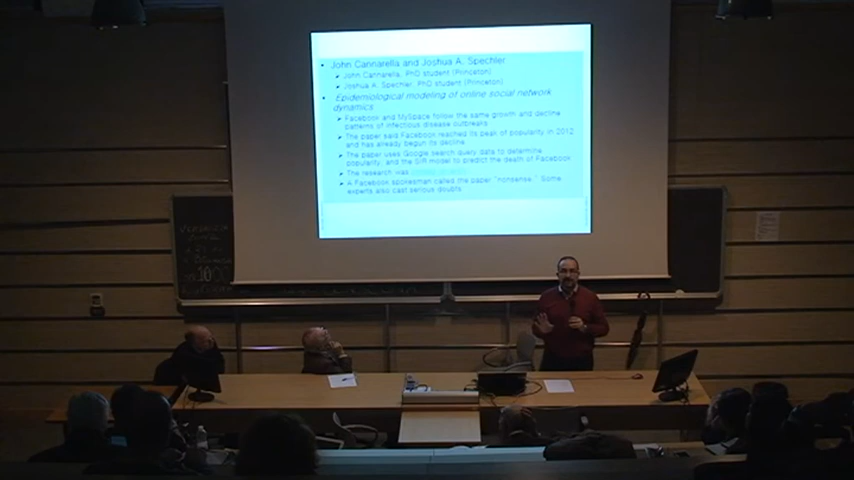 • John Cannarella and Joshua A. Spechler
➢ John Cannarella, PhD student (Princeton)
➢ Joshua A. Spechler, PhD student (Princeton)
• Epidemiological modeling of online social network
dynamics
➢ Facebook and MySpace follow the same growth and decline
patterns of infectious disease outbreaks
➢ The paper said Facebook reached its peak of popularity in 2012
and has already begun its decline
➢ The paper uses Google search query data to determine
popularity, and the SIR model to predict the death of Facebook
➢ The research was
➢ A Facebook spokesman called the paper "nonsense." Some
experts also cast serious doubts
1000